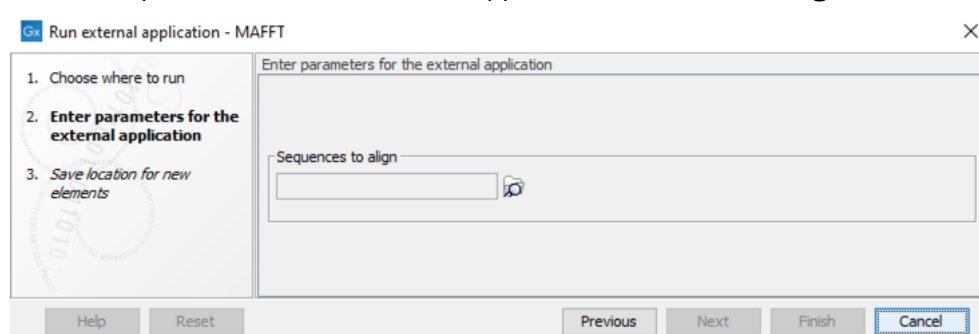 Gx Run external application - MAFFT
1. Choose where to run
2. Enter parameters for the
external application
3. Save location for new
elements
Enter parameters for the external application
Sequences to align
Help Reset Previous Next Finish Cancel